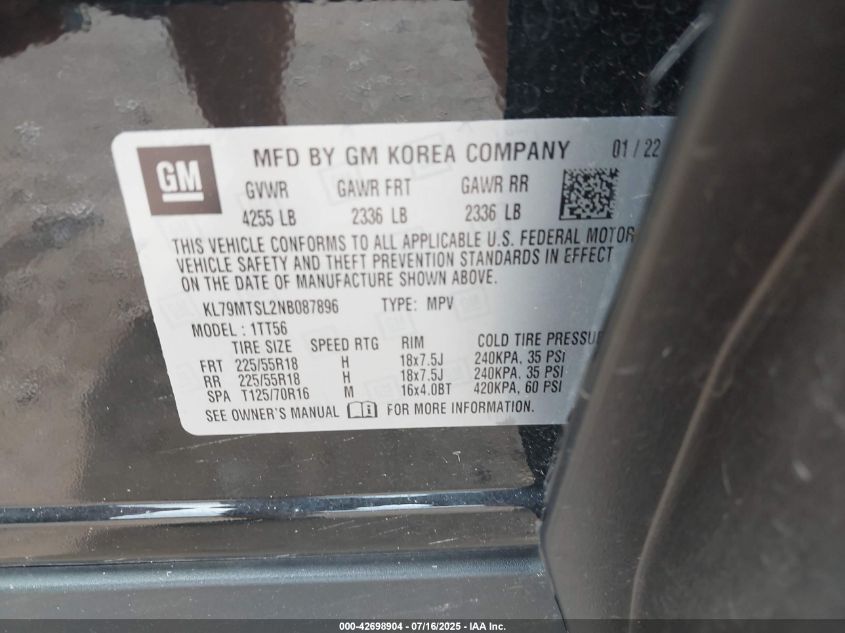 GM
MFD BY GM KOREA COMPANY 01 / 22
GVWR GAWR FRT GAWR RR
4255 LB 2336 LB 2336 LB
THIS VEHICLE CONFORMS TO ALL APPLICABLE U.S. FEDERAL MOTOR
VEHICLE SAFETY AND THEFT PREVENTION STANDARDS IN EFFECT
ON THE DATE OF MANUFACTURE SHOWN ABOVE.
KL79MTSL2NB087896 TYPE: MPV
MODEL : 1TT56
TIRE SIZE SPEED RTG RIM COLD TIRE PRESSUR
FRT 225/55R18 H 18x7.5J 240KPA, 35 PSI
RR 225/55R18 H 18x7.5J 240KPA, 35 PSI
SPA T125/70R16 M 16x4.0BT 420KPA, 60 PSI
SEE OWNER'S MANUAL FOR MORE INFORMATION.
000-42698904 - 07/16/2025 - IAA Inc.